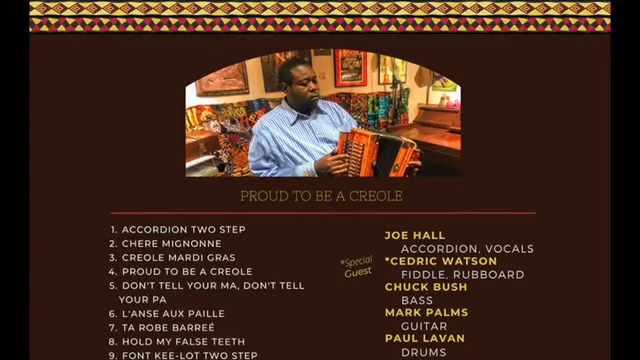 PROUD TO BE A CREOLE
1. ACCORDION TWO STEP
2. CHERE MIGNONNE
3. CREOLE MARDI GRAS
4. PROUD TO BE A CREOLE
5. DON'T TELL YOUR MA, DON'T TELL
YOUR PA
6. L'ANSE AUX PAILLE
7. TA ROBE BARREÉ
8. HOLD MY FALSE TEETH
9. FONT KEE-LOT TWO STEP
*Special
Guest
JOE HALL
ACCORDION, VOCALS
*CEDRIC WATSON
FIDDLE, RUBBOARD
CHUCK BUSH
BASS
MARK PALMS
GUITAR
PAUL LAVAN
DRUMS